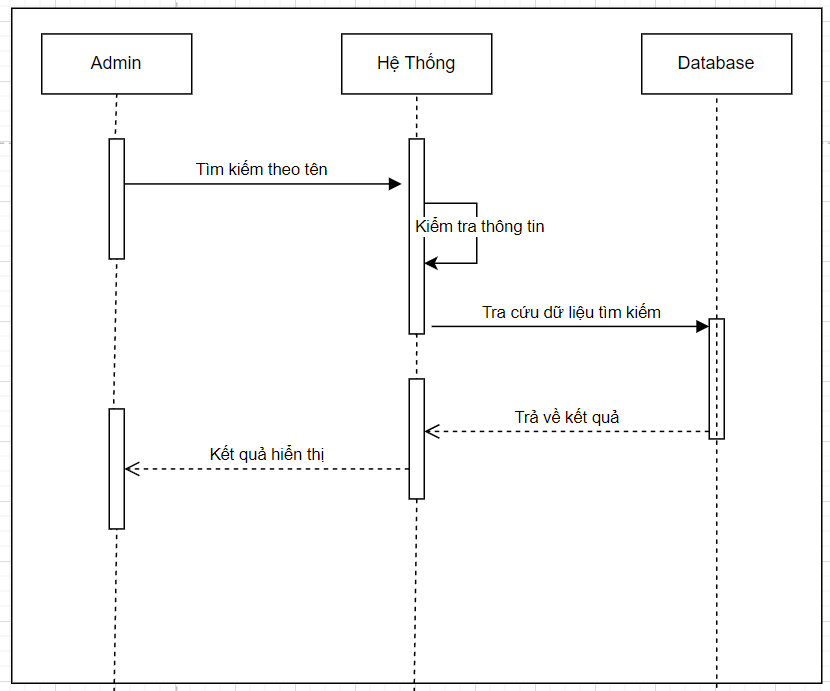 Admin
Hệ Thống
Database
Tìm kiếm theo tên
Kiểm tra thông tin
Tra cứu dữ liệu tìm kiếm
Trả về kết quả
Kết quả hiển thị